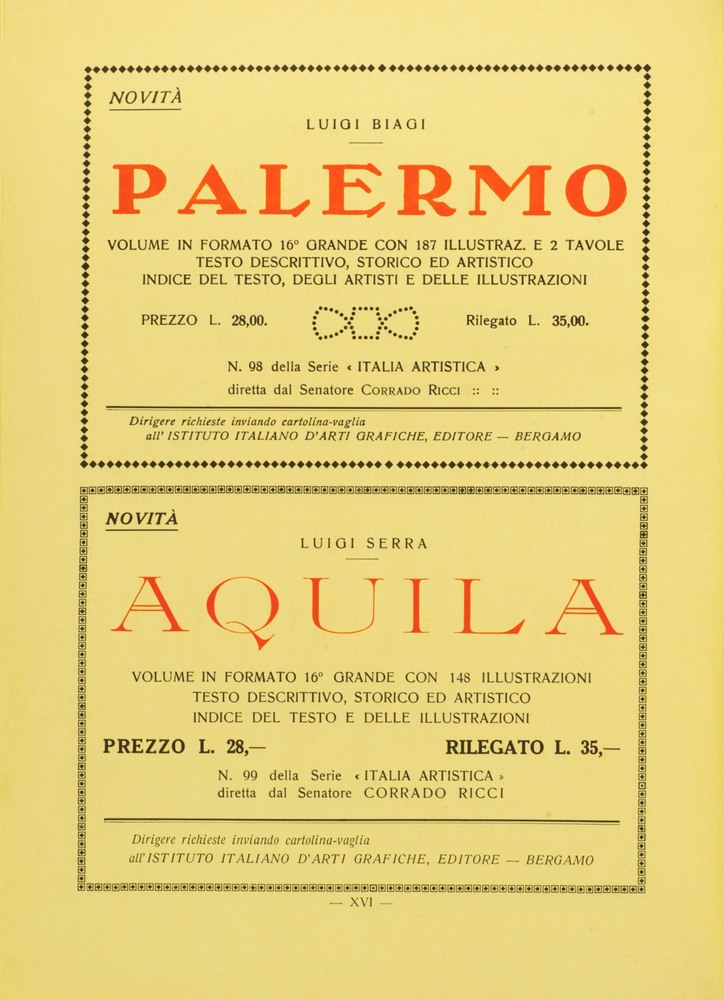 NOVITÀ
LUIGI BIAGI
PALERMO
VOLUME IN FORMATO 16º GRANDE CON 187 ILLUSTRAZ. E 2 TAVOLE
TESTO DESCRITTIVO, STORICO ED ARTISTICO
INDICE DEL TESTO, DEGLI ARTISTI E DELLE ILLUSTRAZIONI
PREZZO L. 28,00. Rilegato L. 35,00.
N. 98 della Serie « ITALIA ARTISTICA »
diretta dal Senatore CORRADO RICCI :: ::
Dirigere richieste inviando cartolina-vaglia
all' ISTITUTO ITALIANO D'ARTI GRAFICHE, EDITORE — BERGAMO
NOVITÀ
LUIGI SERRA
AQUILA
VOLUME IN FORMATO 16º GRANDE CON 148 ILLUSTRAZIONI
TESTO DESCRITTIVO, STORICO ED ARTISTICO
INDICE DEL TESTO E DELLE ILLUSTRAZIONI
PREZZO L. 28,— RILEGATO L. 35,—
N. 99 della Serie « ITALIA ARTISTICA »
diretta dal Senatore CORRADO RICCI
Dirigere richieste inviando cartolina-vaglia
all' ISTITUTO ITALIANO D'ARTI GRAFICHE, EDITORE — BERGAMO
— XVI —